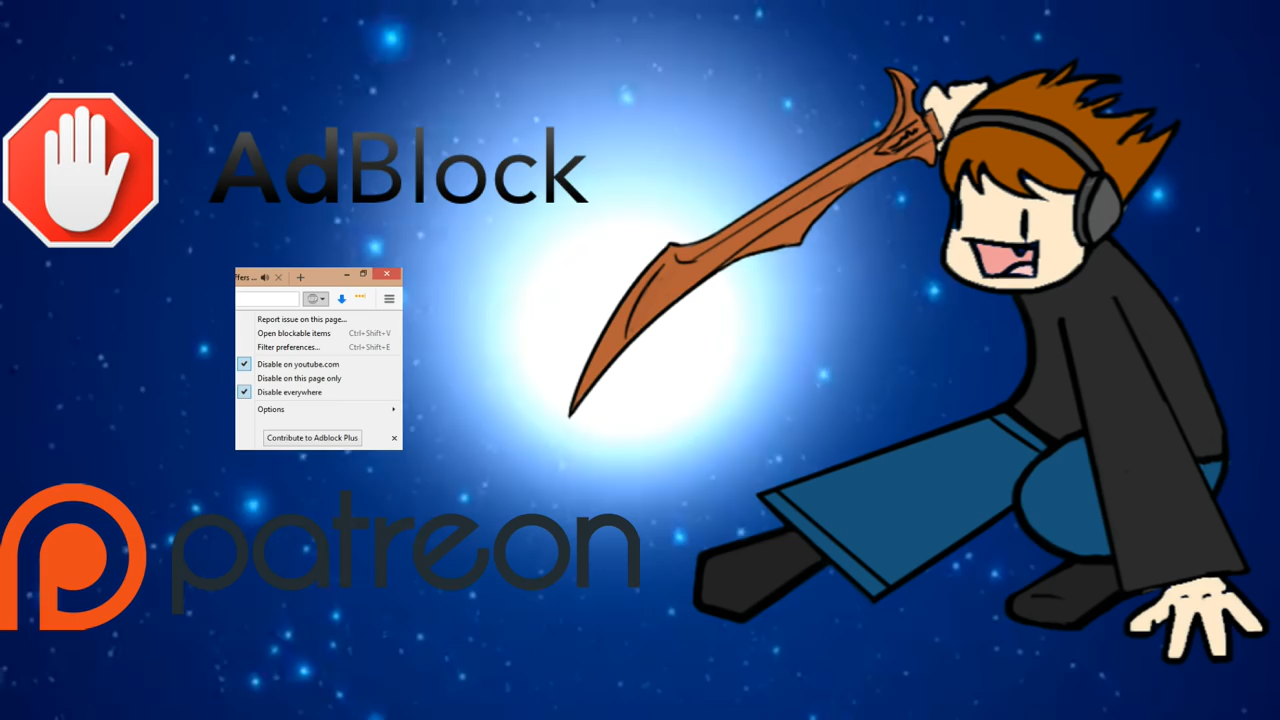 AdBlock
ffers ...
Report issue on this page...
Open blockable items Ctrl+Shift+V
Filter preferences... Ctrl+Shift+E
Disable on youtube.com
Disable on this page only
Disable everywhere
Options
Contribute to Adblock Plus
patreon